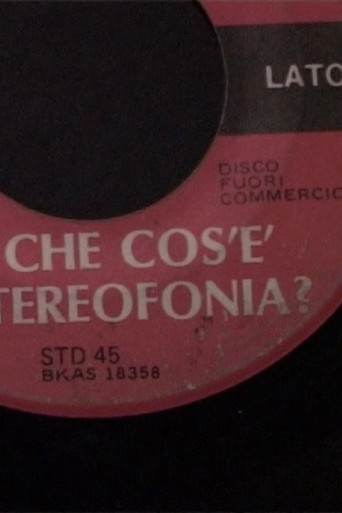 LATO
DISCO
FUORI
COMMERCIO
CHE COS'E'
TEREOFONIA?
STD 45
BKAS 18358